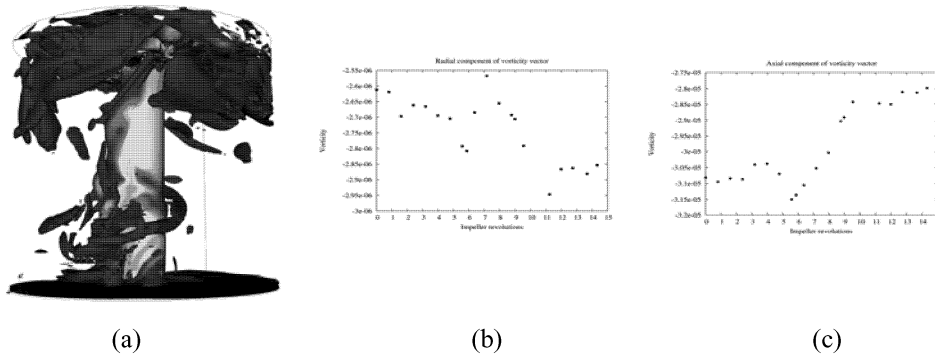 Radial component of vorticity vector
-2.55e-06
-2.6e-06
-2.65e-06
-2.7e-06
-2.75e-06
-2.8e-06
-2.85e-06
-2.9e-06
-2.95e-06
-3e-06
Vorticity
0 1 2 3 4 5 6 7 8 9 10 11 12 13 14 15
Impeller revolutions
Axial component of vorticity vector
-2.75e-05
-2.8e-05
-2.85e-05
-2.9e-05
-2.95e-05
-3e-05
-3.05e-05
-3.1e-05
-3.15e-05
-3.2e-05
Vorticity
0 1 2 3 4 5 6 7 8 9 10 11 12 13 14
Impeller revolutions
(a) (b) (c)